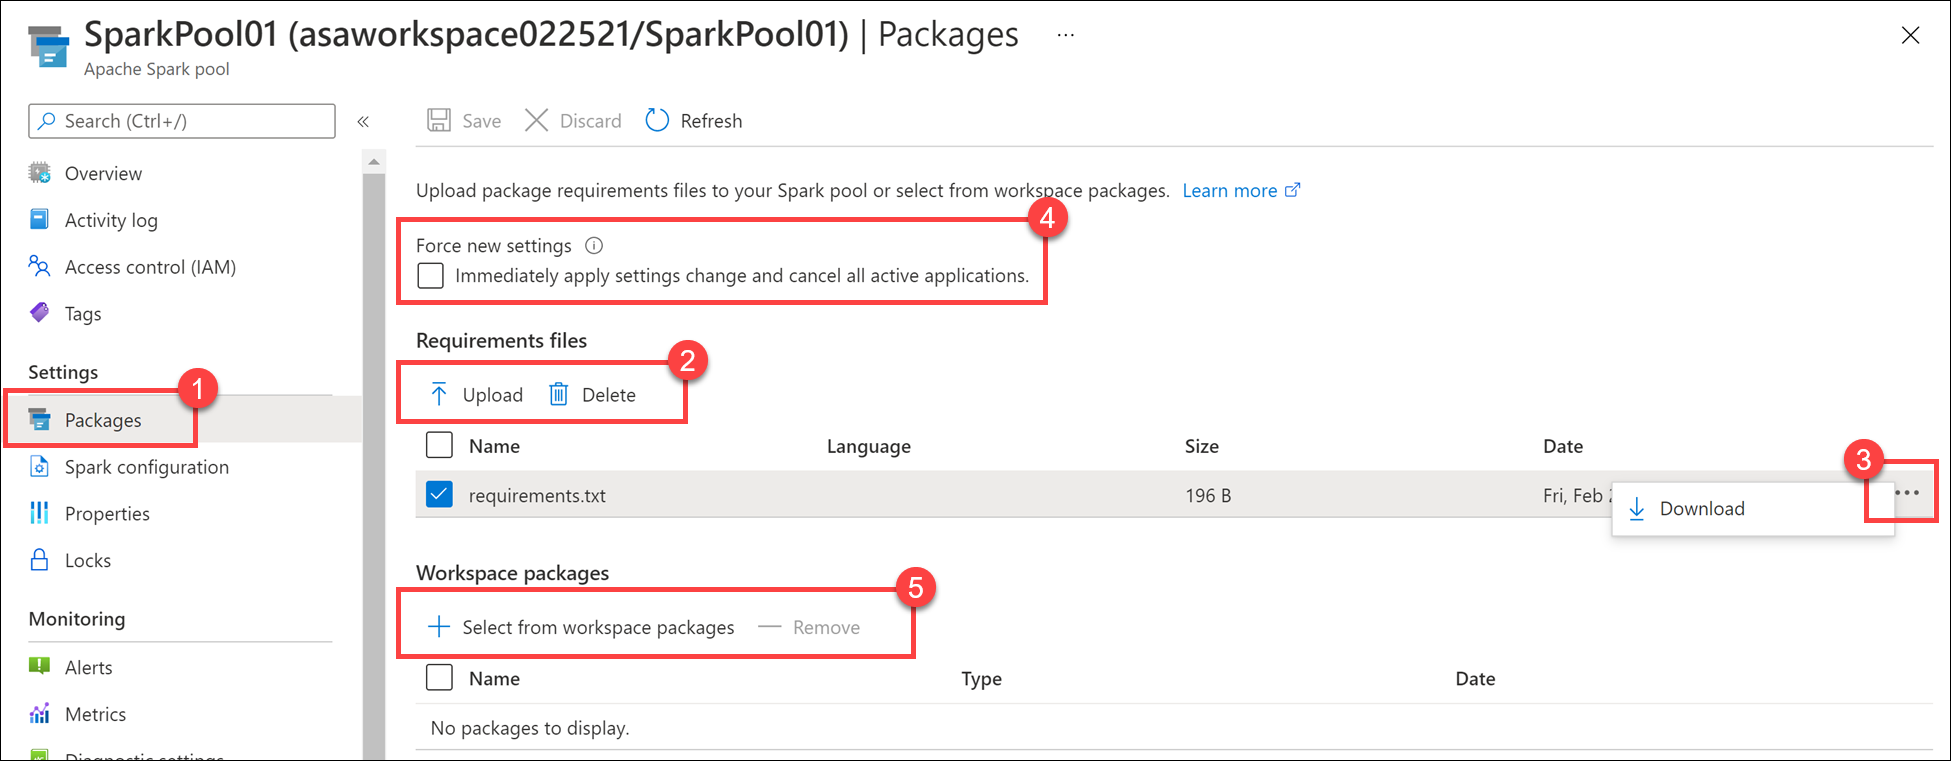 SparkPool01 (asaworkspace022521/SparkPool01) | Packages ...
Apache Spark pool
Search (Ctrl+/)
«
Save
Discard
Refresh
Overview
Activity log
Access control (IAM)
Tags
Settings
1
Packages
Spark configuration
Properties
Locks
Monitoring
Alerts
Metrics
Diagnostic settings
Upload package requirements files to your Spark pool or select from workspace packages. Learn more
4
Force new settings
Immediately apply settings change and cancel all active applications.
Requirements files
2
Upload Delete
Name Language Size Date
3
requirements.txt 196 B Fri, Feb ...
Download
Workspace packages
5
Select from workspace packages Remove
Name Type Date
No packages to display.